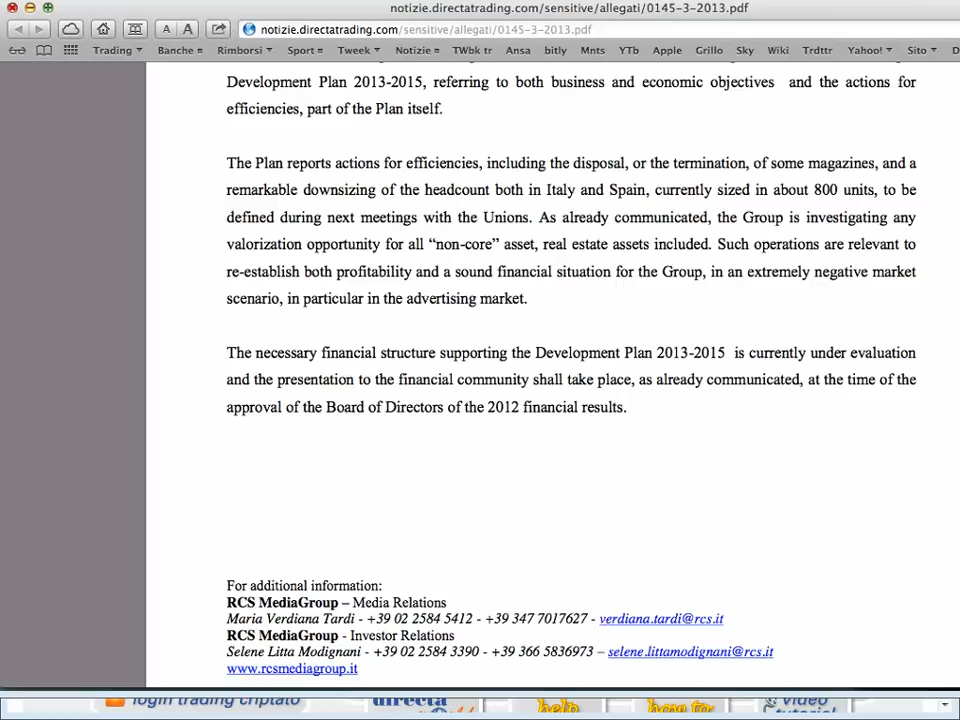 notizie.directatrading.com/sensitive/allegati/0145-3-2013.pdf
A A notizie.directatrading.com/sensitive/allegati/0145-3-2013.pdf
Trading Banche Rimborsi Sport Tweek Notizie TWbk tr Ansa bitly Mnts YTb Apple Grillo Sky Wiki Trdttr Yahoo! Sito D
Development Plan 2013-2015, referring to both business and economic objectives and the actions for
efficiencies, part of the Plan itself.
The Plan reports actions for efficiencies, including the disposal, or the termination, of some magazines, and a
remarkable downsizing of the headcount both in Italy and Spain, currently sized in about 800 units, to be
defined during next meetings with the Unions. As already communicated, the Group is investigating any
valorization opportunity for all “non-core” asset, real estate assets included. Such operations are relevant to
re-establish both profitability and a sound financial situation for the Group, in an extremely negative market
scenario, in particular in the advertising market.
The necessary financial structure supporting the Development Plan 2013-2015 is currently under evaluation
and the presentation to the financial community shall take place, as already communicated, at the time of the
approval of the Board of Directors of the 2012 financial results.
For additional information:
RCS MediaGroup – Media Relations
Maria Verdiana Tardi - +39 02 2584 5412 - +39 347 7017627 - verdiana.tardi@rcs.it
RCS MediaGroup - Investor Relations
Selene Litta Modignani - +39 02 2584 3390 - +39 366 5836973 – selene.littamodignani@rcs.it
www.rcsmediagroup.it
login trading criptato directa help how to video